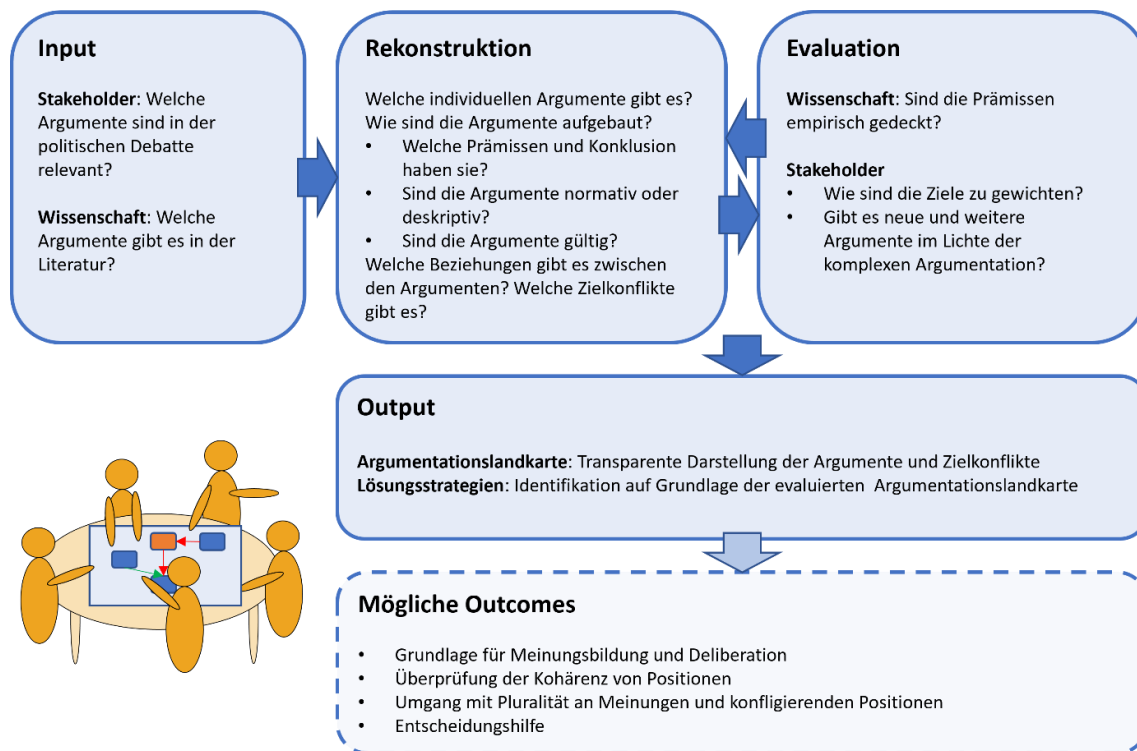 Input
Stakeholder: Welche
Argumente sind in der
politischen Debatte
relevant?
Wissenschaft: Welche
Argumente gibt es in der
Literatur?
Rekonstruktion
Welche individuellen Argumente gibt es?
Wie sind die Argumente aufgebaut?
• Welche Prämissen und Konklusion
haben sie?
• Sind die Argumente normativ oder
deskriptiv?
• Sind die Argumente gültig?
Welche Beziehungen gibt es zwischen
den Argumenten? Welche Zielkonflikte
gibt es?
Evaluation
Wissenschaft: Sind die Prämissen
empirisch gedeckt?
Stakeholder
• Wie sind die Ziele zu gewichten?
• Gibt es neue und weitere
Argumente im Lichte der
komplexen Argumentation?
Output
Argumentationslandkarte: Transparente Darstellung der Argumente und Zielkonflikte
Lösungsstrategien: Identifikation auf Grundlage der evaluierten Argumentationslandkarte
Mögliche Outcomes
• Grundlage für Meinungsbildung und Deliberation
• Überprüfung der Kohärenz von Positionen
• Umgang mit Pluralität an Meinungen und konfligierenden Positionen
• Entscheidungshilfe